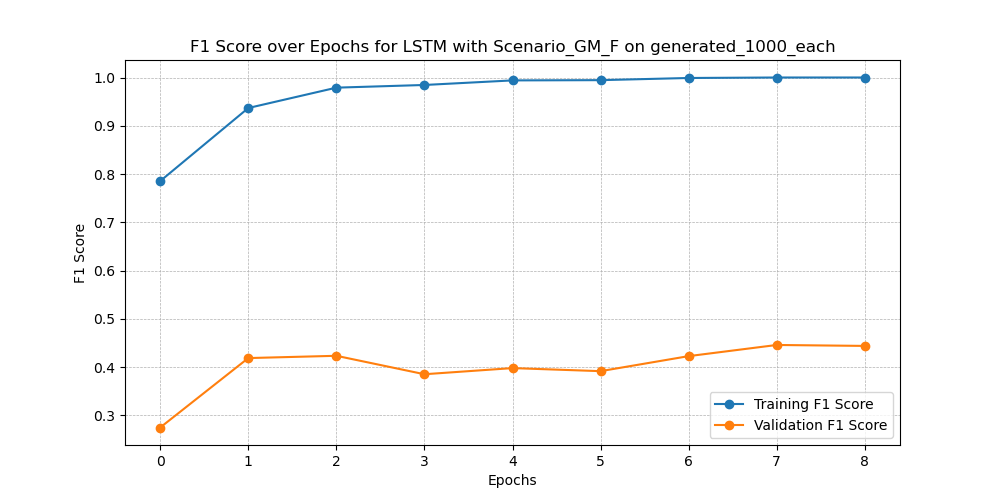 F1 Score over Epochs for LSTM with Scenario_GM_F on generated_1000_each
1.0
0.9
0.8
0.7
0.6
0.5
0.4
0.3
F1 Score
0 1 2 3 4 5 6 7 8
Epochs
Training F1 Score
Validation F1 Score